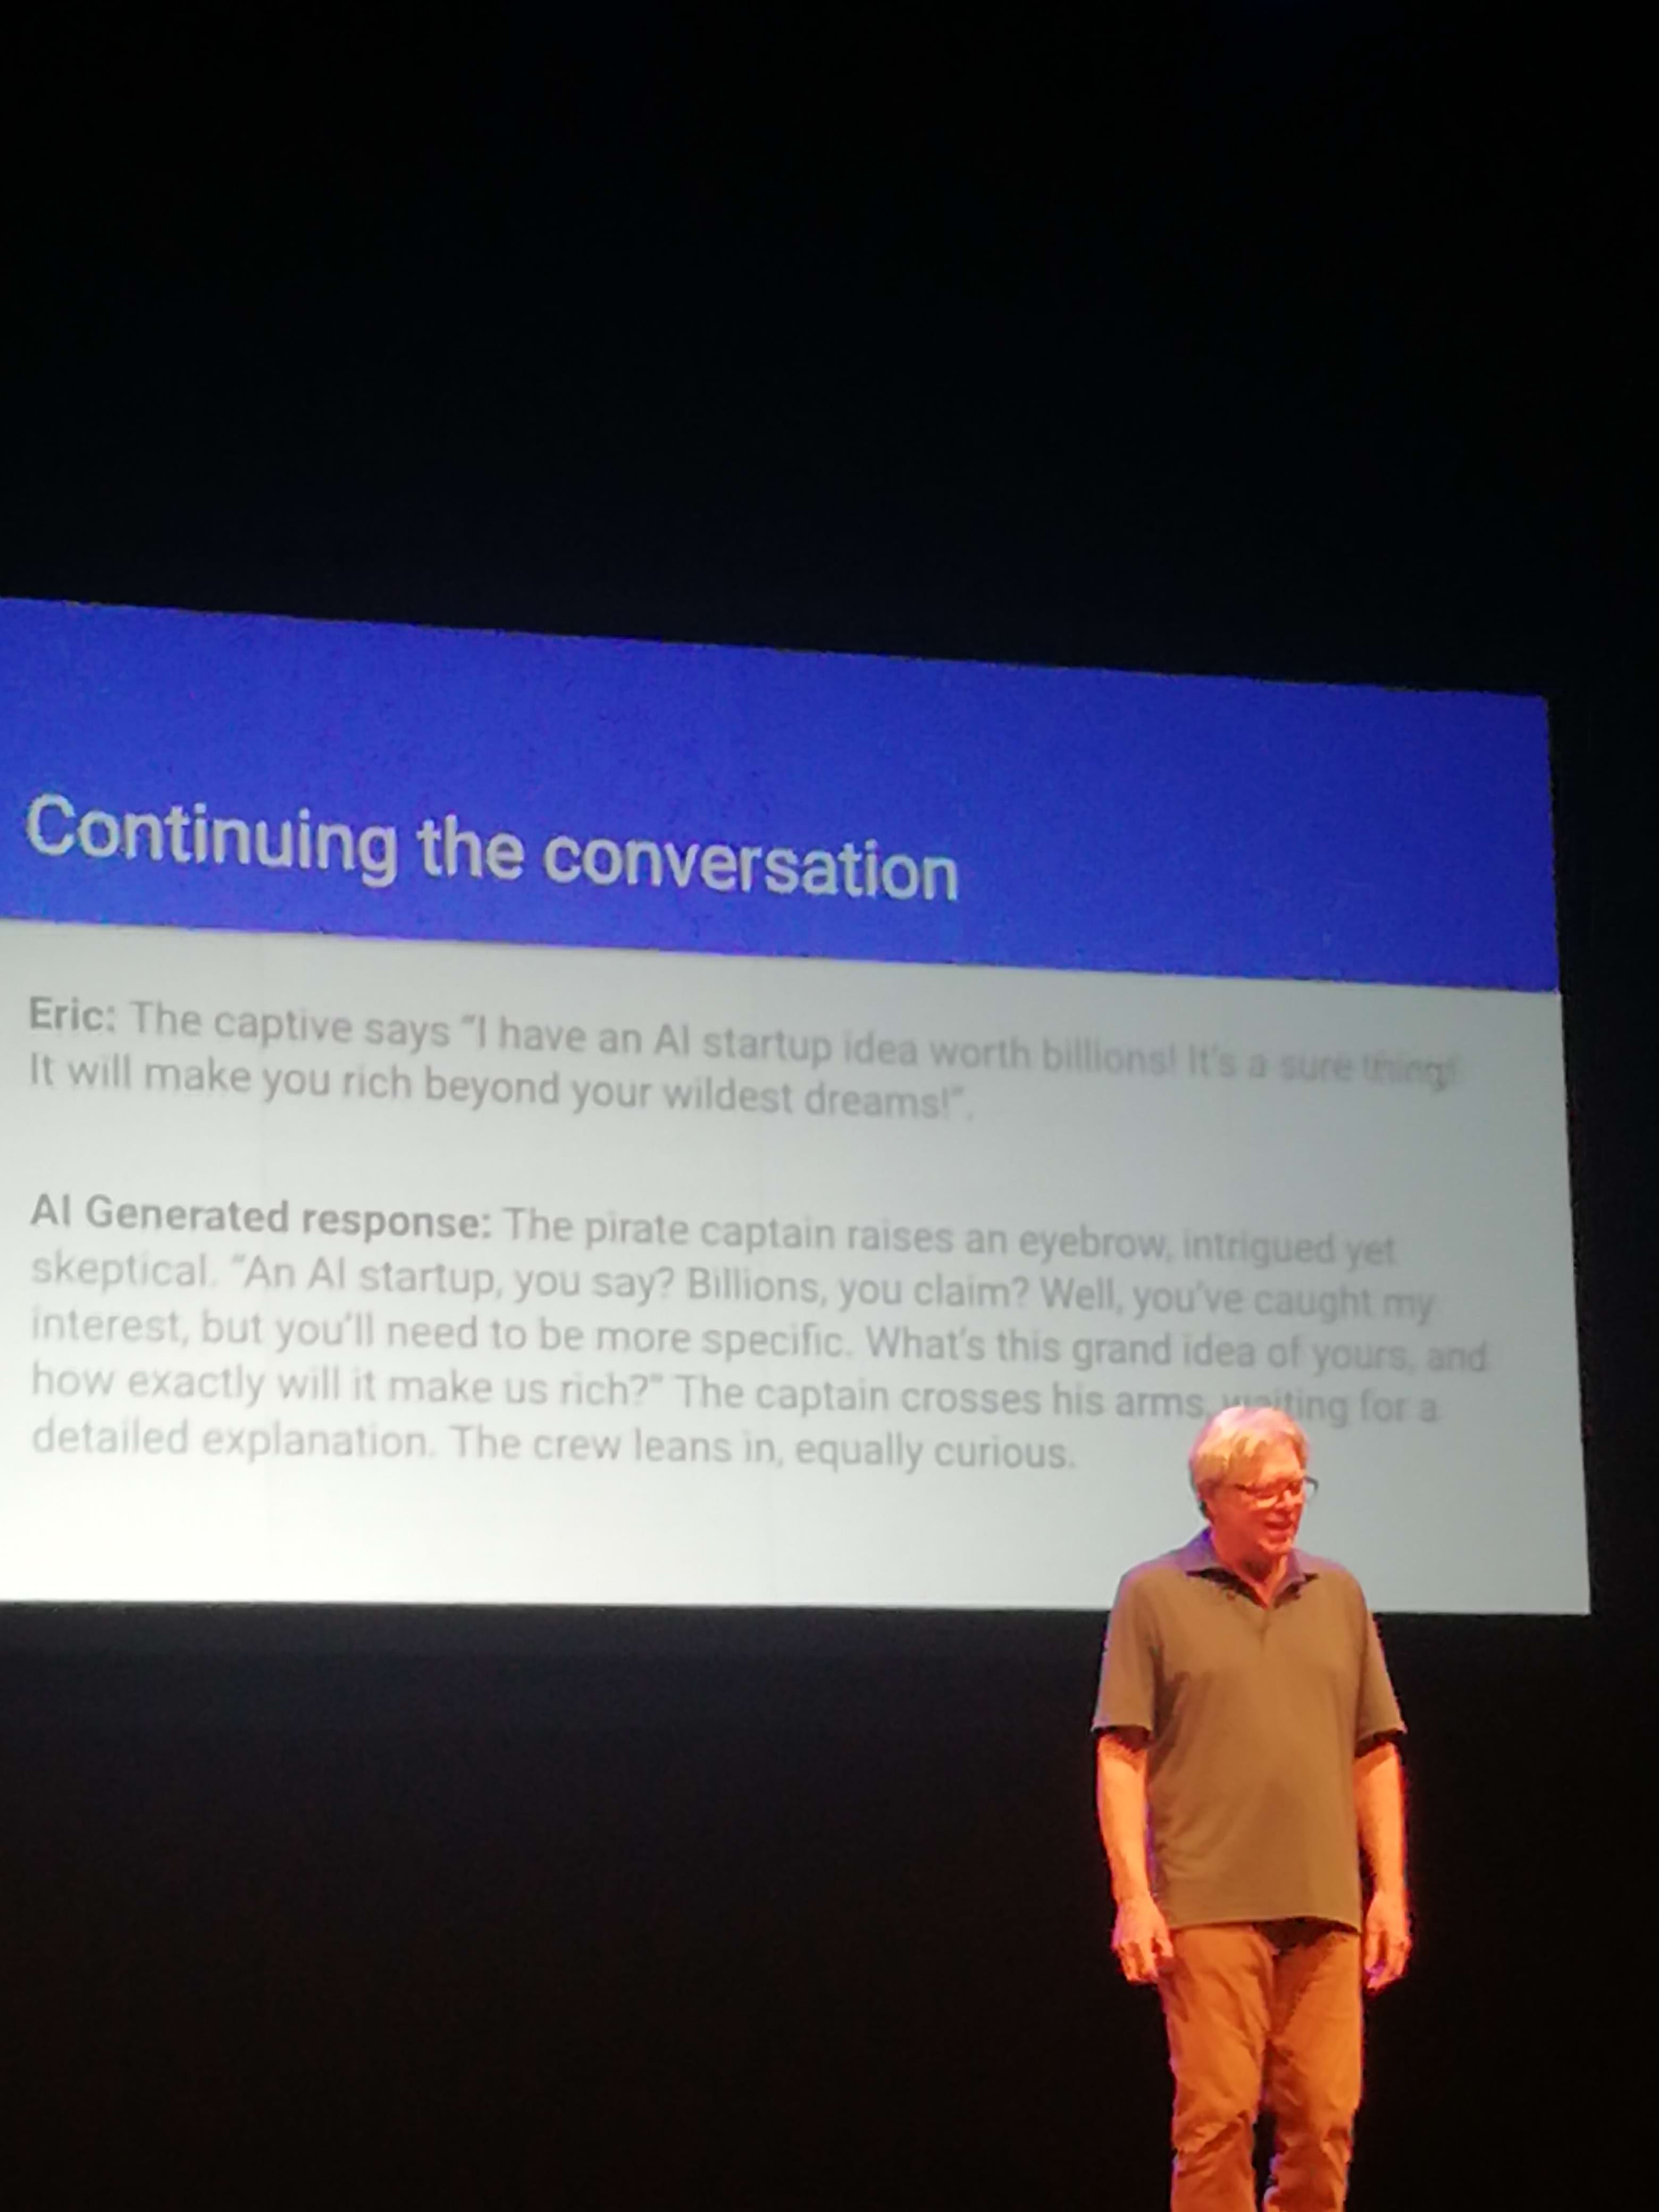 Continuing the conversation
Eric: The captive says “I have an AI startup idea worth billions! It's a sure thing!
It will make you rich beyond your wildest dreams!”.
AI Generated response: The pirate captain raises an eyebrow, intrigued yet
skeptical. “An AI startup, you say? Billions, you claim? Well, you've caught my
interest, but you'll need to be more specific. What's this grand idea of yours, and
how exactly will it make us rich?” The captain crosses his arms, waiting for a
detailed explanation. The crew leans in, equally curious.